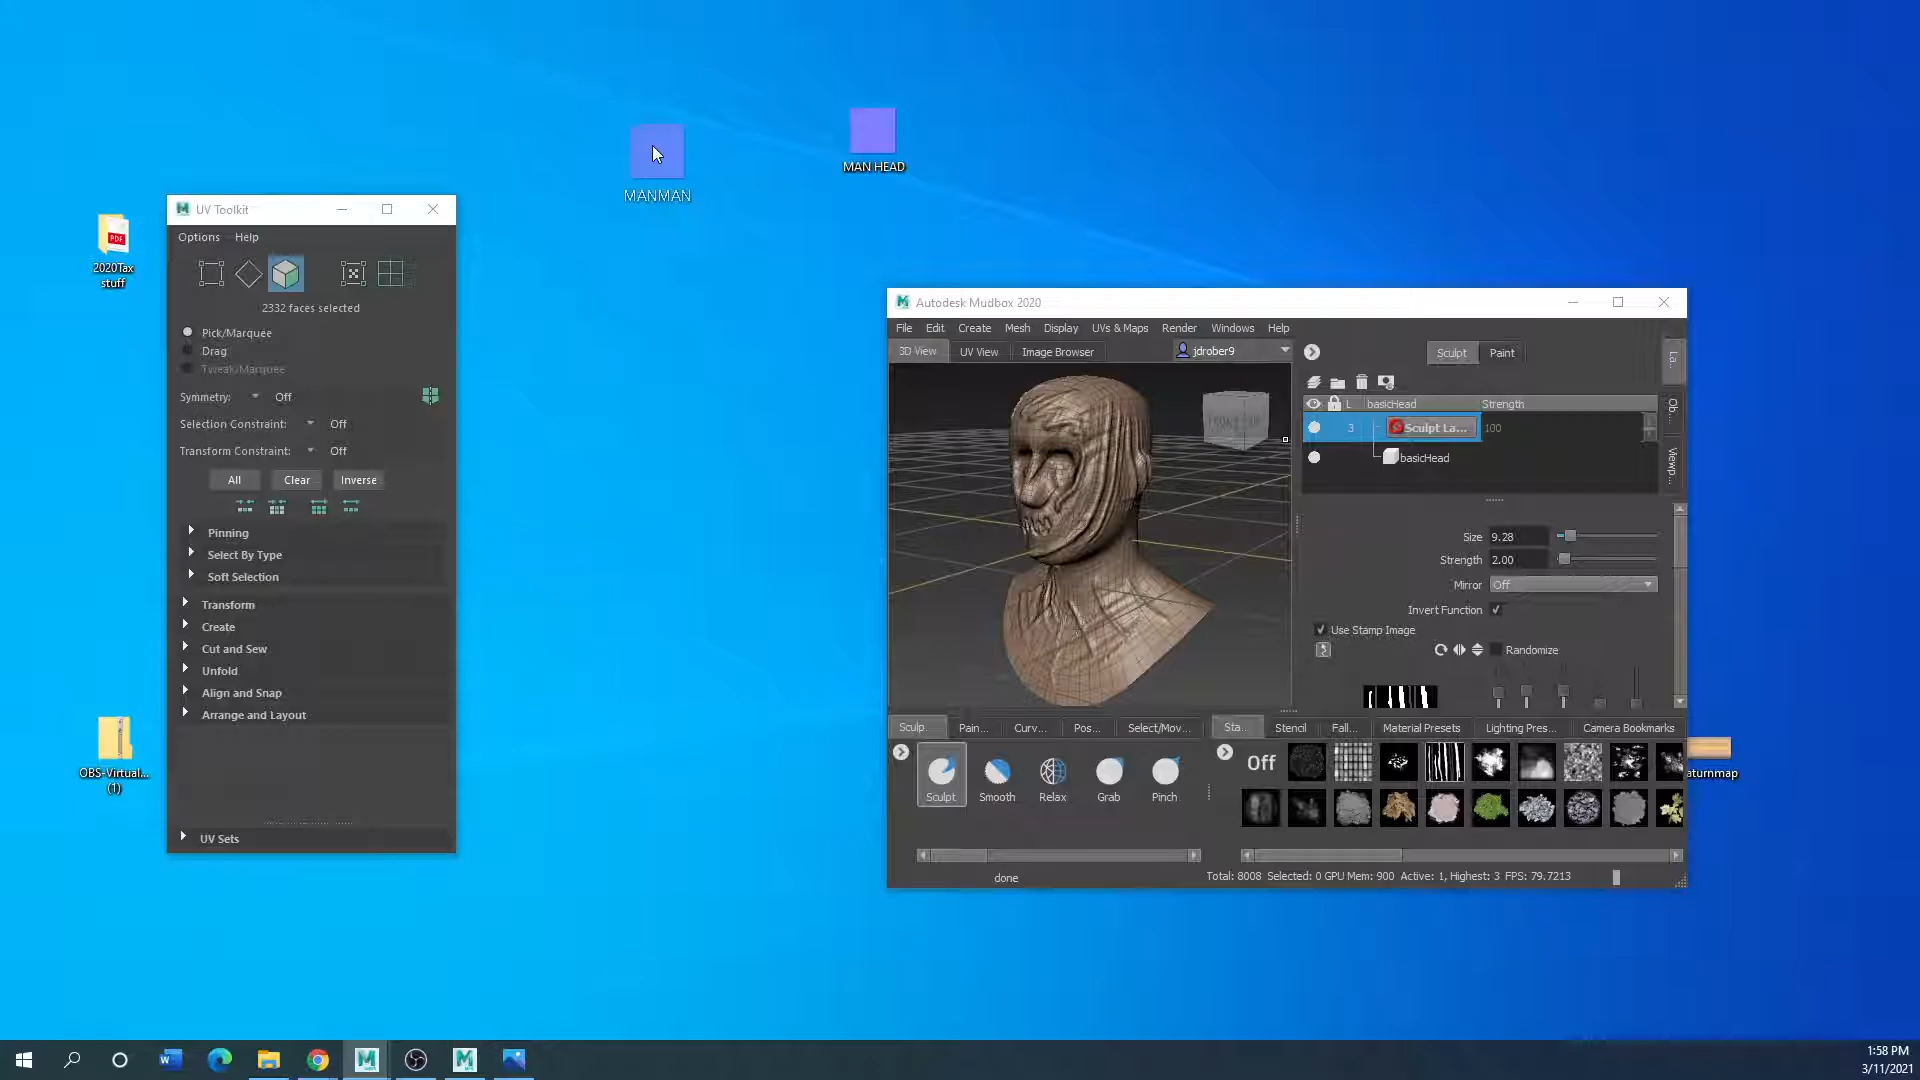 MANMAN
MAN HEAD
2020Tax
stuff
OBS-Virtual...
(1)
aturnmap
UV Toolkit
Options Help
2332 faces selected
Pick/Marquee
Drag
Tweak/Marquee
Symmetry: Off
Selection Constraint: Off
Transform Constraint: Off
All Clear Inverse
Pinning
Select By Type
Soft Selection
Transform
Create
Cut and Sew
Unfold
Align and Snap
Arrange and Layout
UV Sets
Autodesk Mudbox 2020
File Edit Create Mesh Display UVs & Maps Render Windows Help
3D View UV View Image Browser jdrober9
Sculpt Paint
La...
Ob...
Viewp...
L basicHead Strength
3 Sculpt La... 100
basicHead
Size 9.28
Strength 2.00
Mirror Off
Invert Function
Use Stamp Image
Randomize
Sculp Pain... Curv... Pos... Select/Mov...
Sta... Stencil Fall... Material Presets Lighting Pres... Camera Bookmarks
Off
Sculpt Smooth Relax Grab Pinch
done
Total: 8008 Selected: 0 GPU Mem: 900 Active: 1, Highest: 3 FPS: 79.7213
1:58 PM
3/11/2021